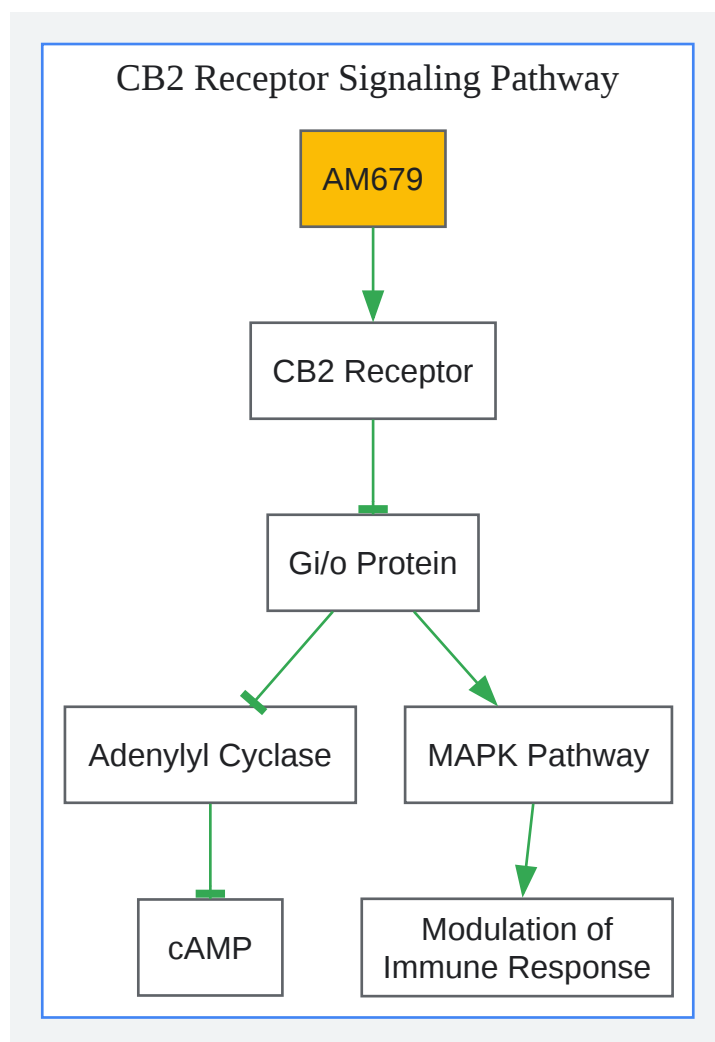 CB2 Receptor Signaling Pathway
AM679
CB2 Receptor
Gi/o Protein
Adenylyl Cyclase
MAPK Pathway
cAMP
Modulation of
Immune Response